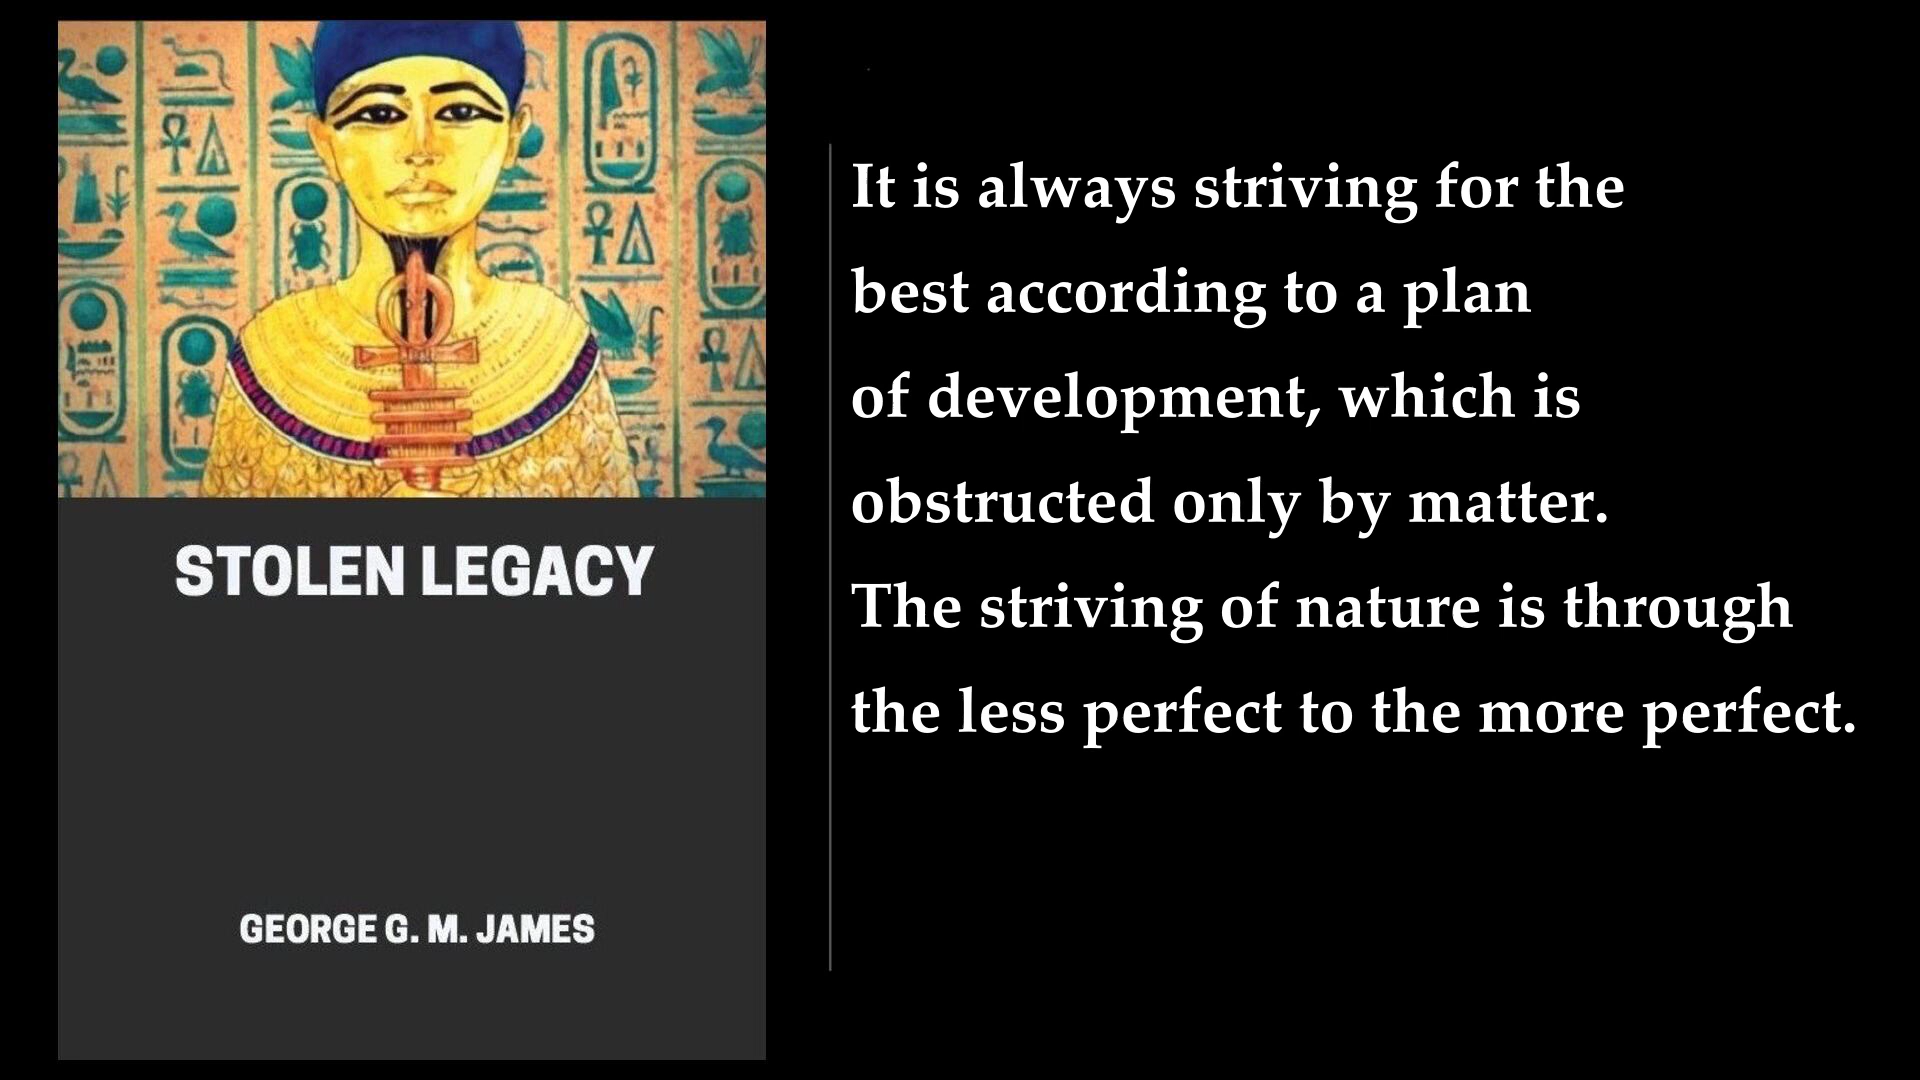 STOLEN LEGACY
GEORGE G. M. JAMES
It is always striving for the
best according to a plan
of development, which is
obstructed only by matter.
The striving of nature is through
the less perfect to the more perfect.